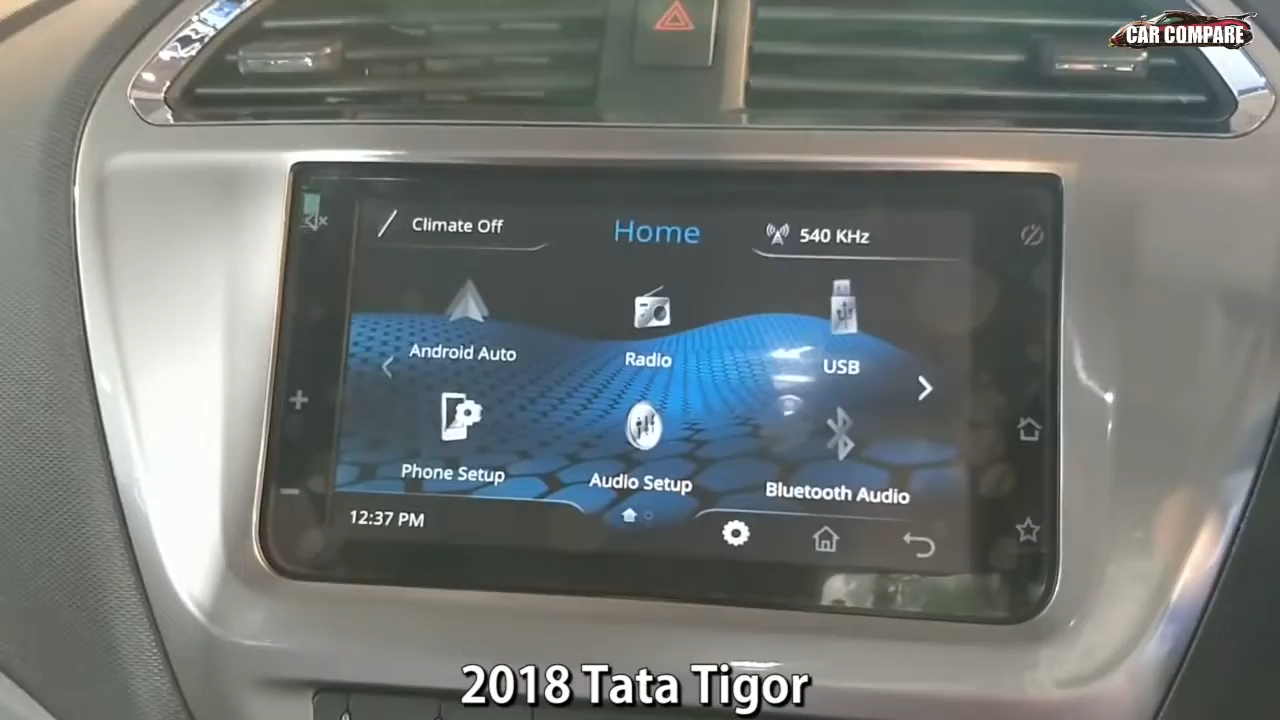 CAR COMPARE
Climate Off
Home
540 KHz
Android Auto
Radio
USB
Phone Setup
Audio Setup
Bluetooth Audio
12:37 PM
2018 Tata Tigor